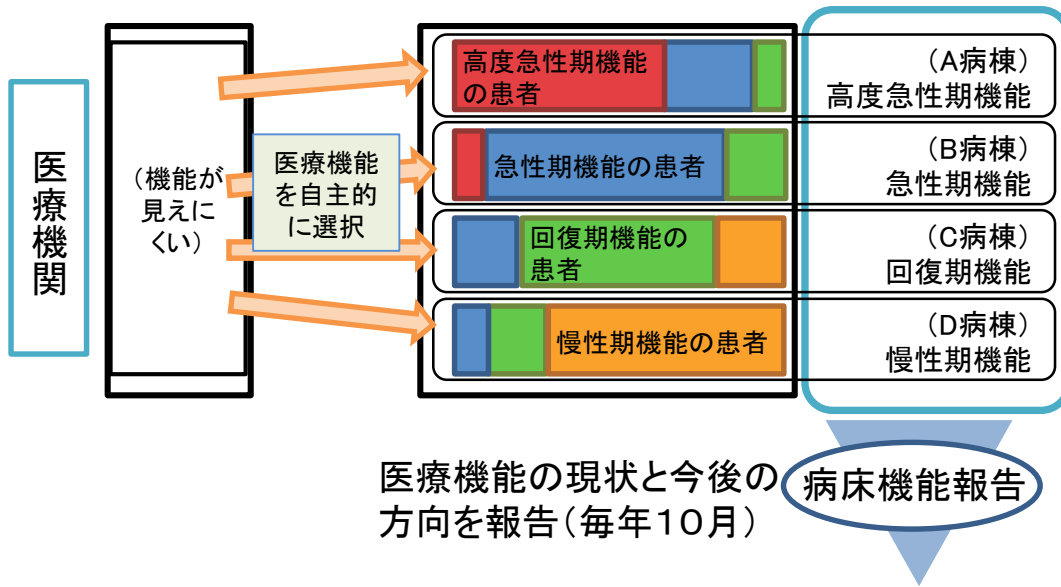 医療機関
（機能が
見えに
くい）
医療機能
を自主的
に選択
高度急性期機能
の患者
（A病棟）
高度急性期機能
急性期機能の患者
（B病棟）
急性期機能
回復期機能の
患者
（C病棟）
回復期機能
慢性期機能の患者
（D病棟）
慢性期機能
医療機能の現状と今後の
方向を報告（毎年１０月）
病床機能報告